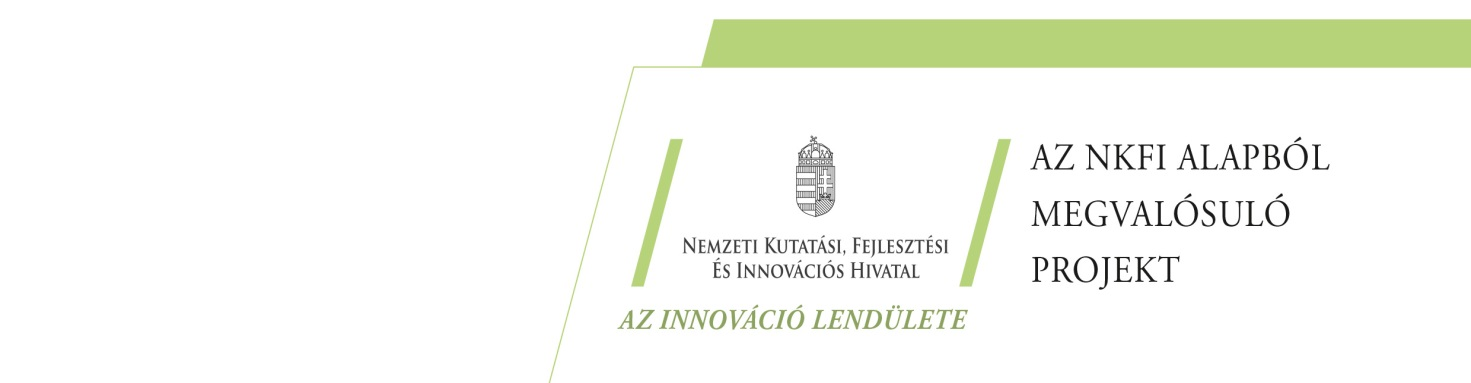 NEMZETI KUTATÁSI, FEJLESZTÉSI
ÉS INNOVÁCIÓS HIVATAL
AZ INNOVÁCIÓ LENDÜLETE
AZ NKFI ALAPBÓL
MEGVALÓSULÓ
PROJEKT